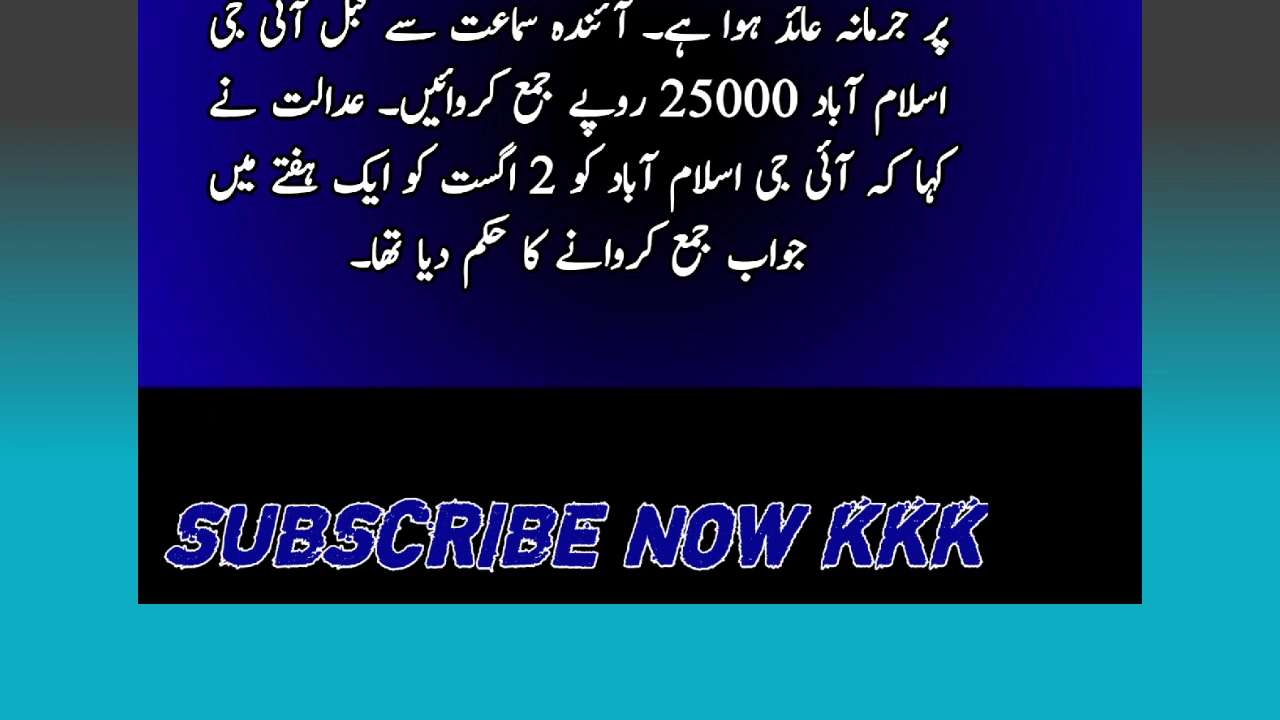 پر جرمانہ عائد ہوا ہے۔ آئندہ سماعت سے قبل آئی جی
اسلام آباد 25000 روپے جمع کروائیں۔ عدالت نے
کہا کہ آئی جی اسلام آباد کو 2 اگست کو ایک ہفتے میں
جواب جمع کروانے کا حکم دیا تھا۔
SUBSCRIBE NOW KKK